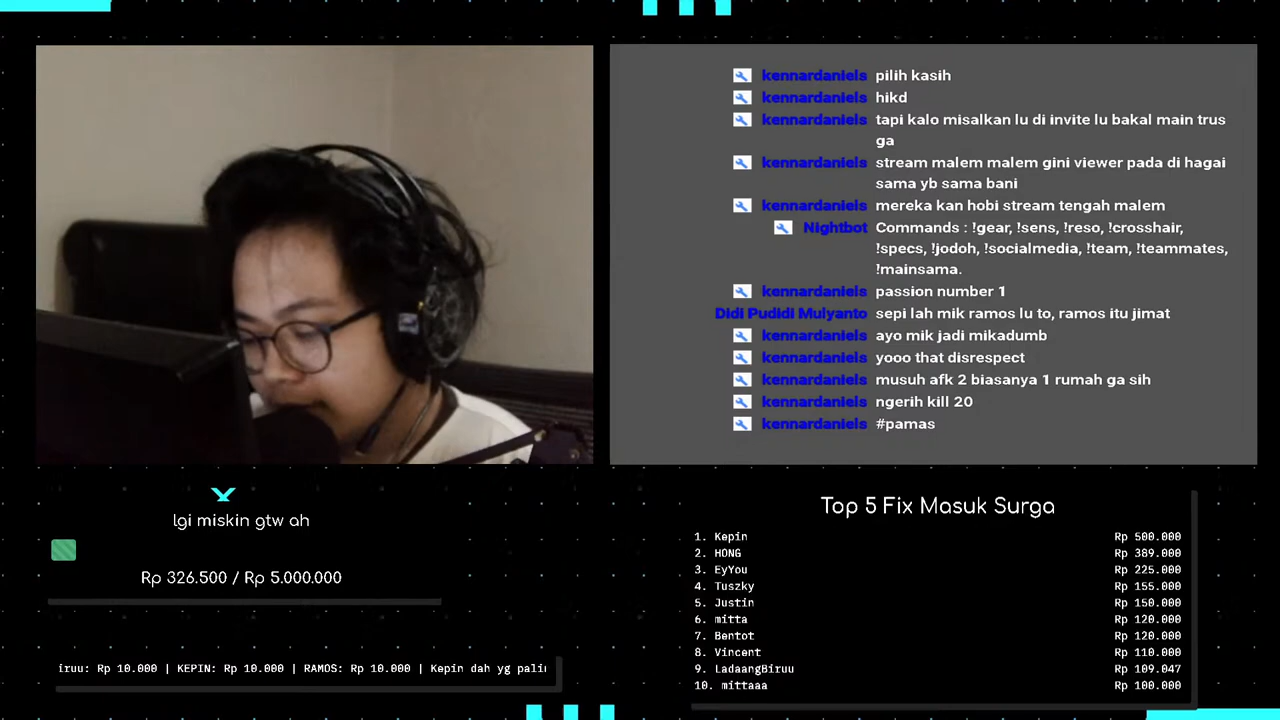 kennardaniels pilih kasih
kennardaniels hikd
kennardaniels tapi kalo misalkan lu di invite lu bakal main trus
ga
kennardaniels stream malem malem gini viewer pada di hagai
sama yb sama bani
kennardaniels mereka kan hobi stream tengah malem
Nightbot Commands : !gear, !sens, !reso, !crosshair,
!specs, !jodoh, !socialmedia, !team, !teammates,
!mainsama.
kennardaniels passion number 1
Didi Pudidi Mulyanto sepi lah mik ramos lu to, ramos itu jimat
kennardaniels ayo mik jadi mikadumb
kennardaniels yooo that disrespect
kennardaniels musuh afk 2 biasanya 1 rumah ga sih
kennardaniels ngerih kill 20
kennardaniels #pamas
lgi miskin gtw ah
Rp 326.500 / Rp 5.000.000
iruu: Rp 10.000 | KEPIN: Rp 10.000 | RAMOS: Rp 10.000 | Kepin dah yg palin
Top 5 Fix Masuk Surga
1. Kepin Rp 500.000
2. HONG Rp 389.000
3. EyYou Rp 225.000
4. Tuszky Rp 155.000
5. Justin Rp 150.000
6. mitta Rp 120.000
7. Bentot Rp 120.000
8. Vincent Rp 110.000
9. LadaangBiruu Rp 109.047
10. mittaaa Rp 100.000